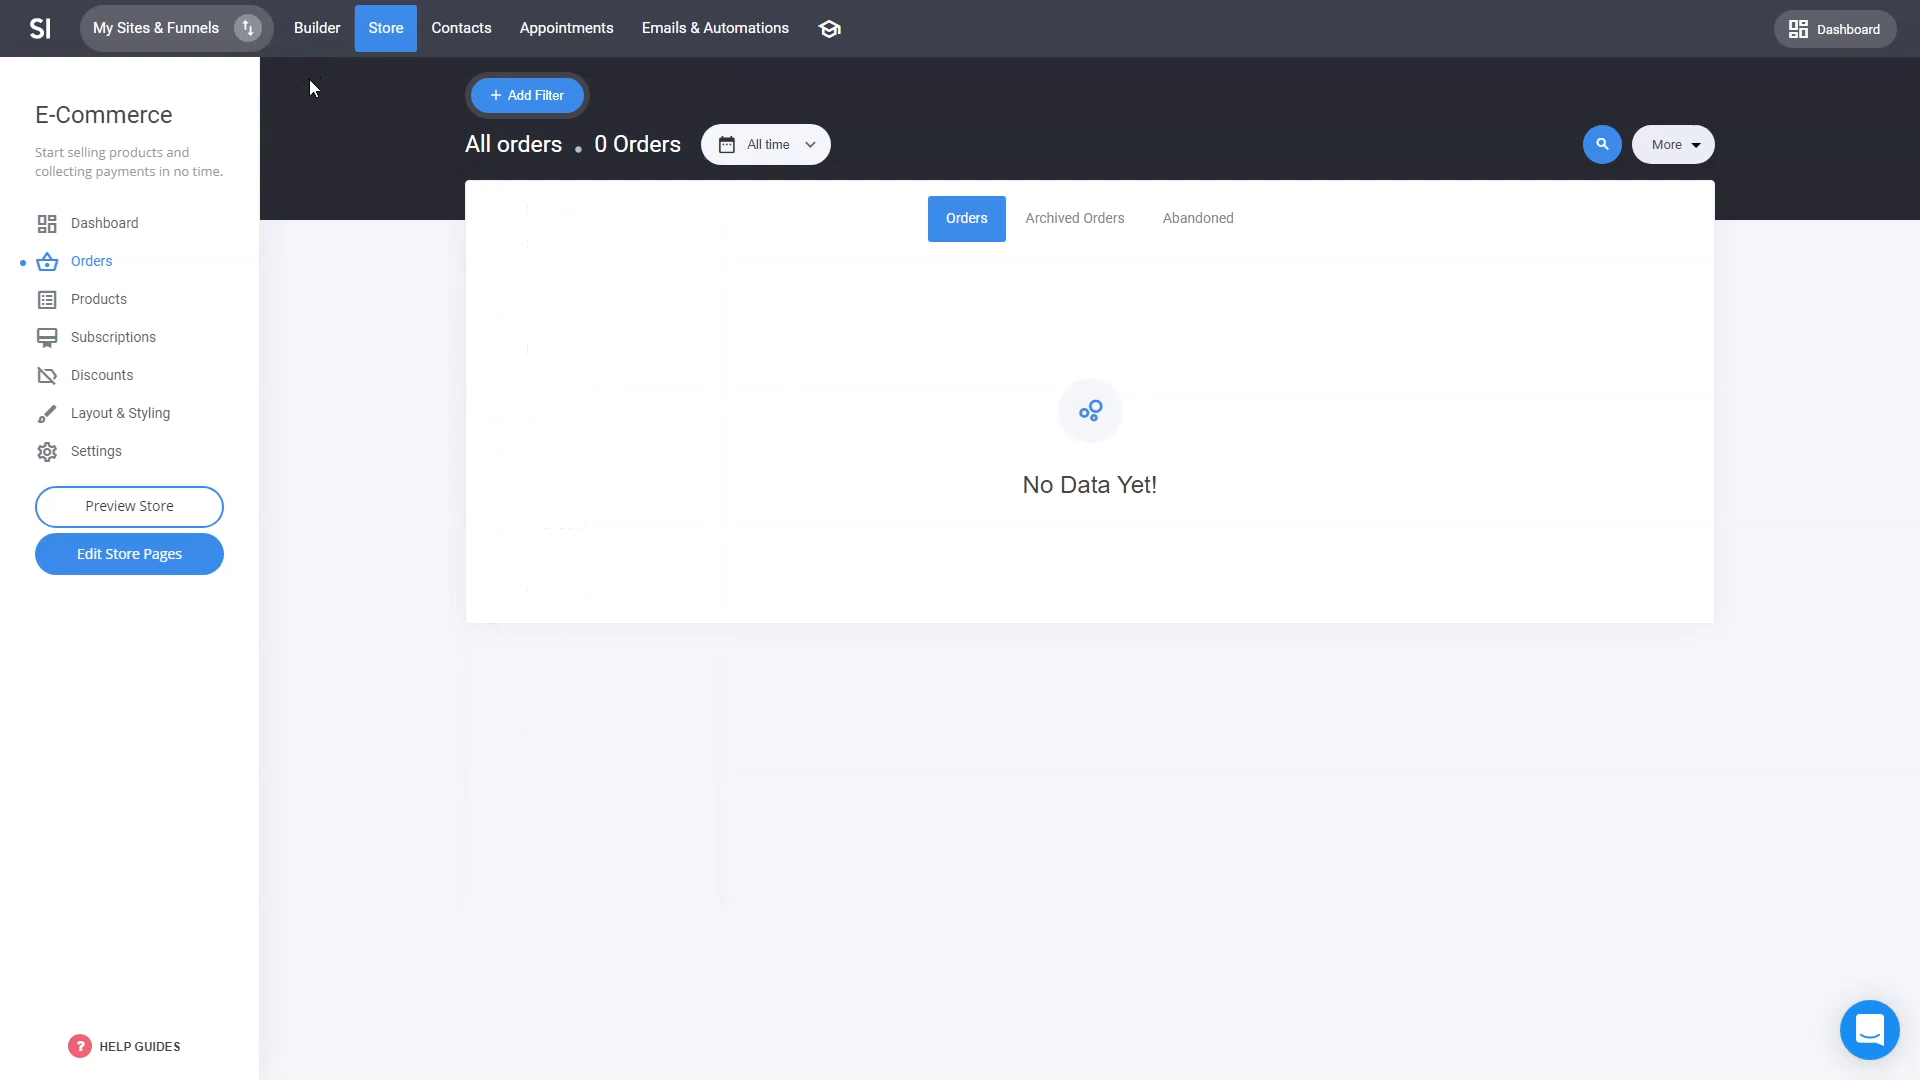 SI
My Sites & Funnels
Builder
Store
Contacts
Appointments
Emails & Automations
Dashboard
E-Commerce
Start selling products and
collecting payments in no time.
Dashboard
Orders
Products
Subscriptions
Discounts
Layout & Styling
Settings
Preview Store
Edit Store Pages
? HELP GUIDES
+ Add Filter
All orders . 0 Orders
All time
More
Orders
Archived Orders
Abandoned
No Data Yet!